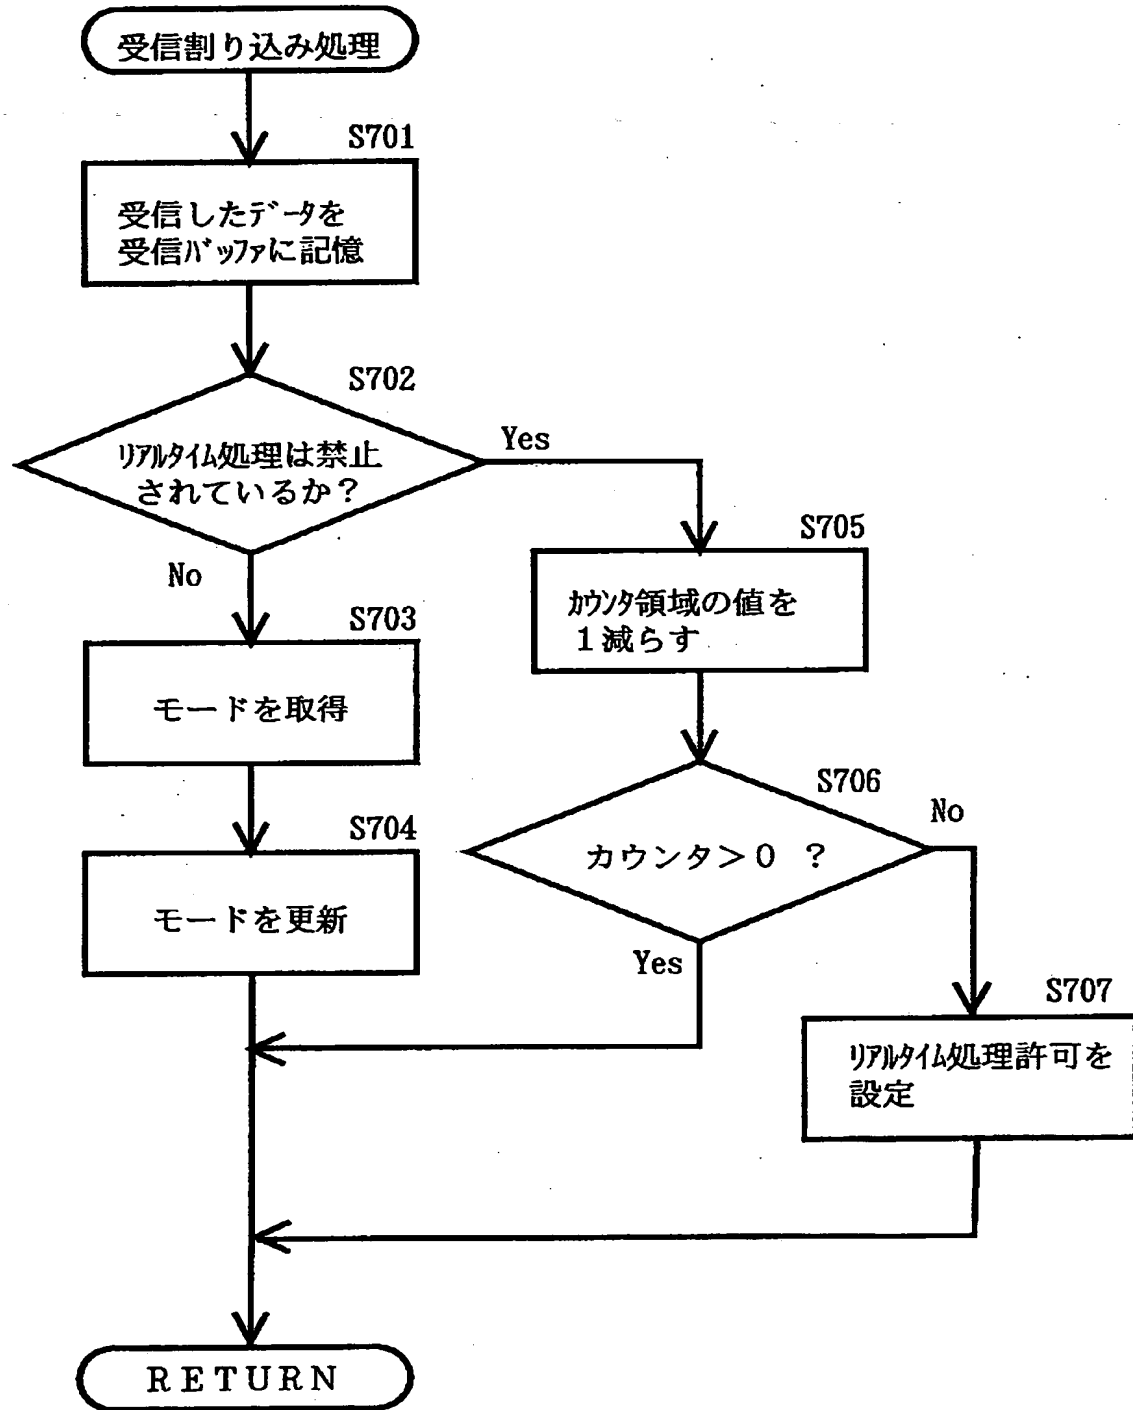 受信割り込み処理
S701
受信したデータを
受信バッファに記憶
S702
リアルタイム処理は禁止
されているか？
Yes
No
S703
モードを取得
S704
モードを更新
S705
カウンタ領域の値を
１減らす
S706
カウンタ＞０ ？
No
Yes
S707
リアルタイム処理許可を
設定
ＲＥＴＵＲＮ